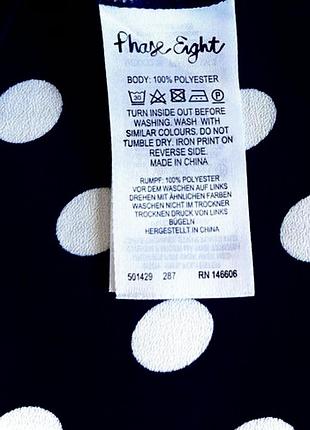 Phase Eight
BODY: 100% POLYESTER
TURN INSIDE OUT BEFORE
WASHING. WASH WITH
SIMILAR COLOURS. DO NOT
TUMBLE DRY. IRON PRINT ON
REVERSE SIDE.
MADE IN CHINA
RUMPF: 100% POLYESTER
VOR DEM WASCHEN AUF LINKS
DREHEN MIT ÄHNLICHEN FARBEN
WASCHEN NICHT IM TROCKNER
TROCKNEN DRUCK VON LINKS
BÜGELN
HERGESTELLT IN CHINA
501429 287 RN 146606